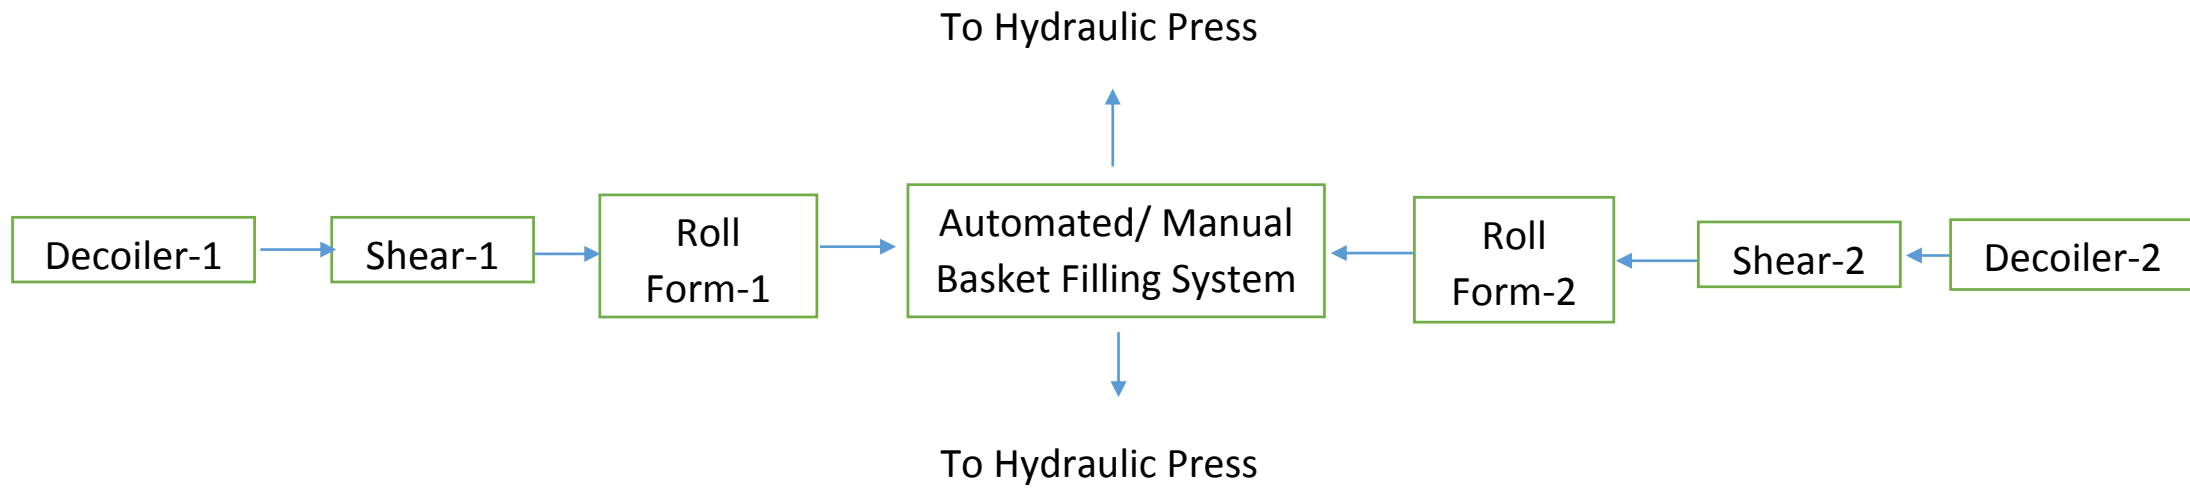 To Hydraulic Press
Decoiler-1
Shear-1
Roll
Form-1
Automated/ Manual
Basket Filling System
Roll
Form-2
Shear-2
Decoiler-2
To Hydraulic Press